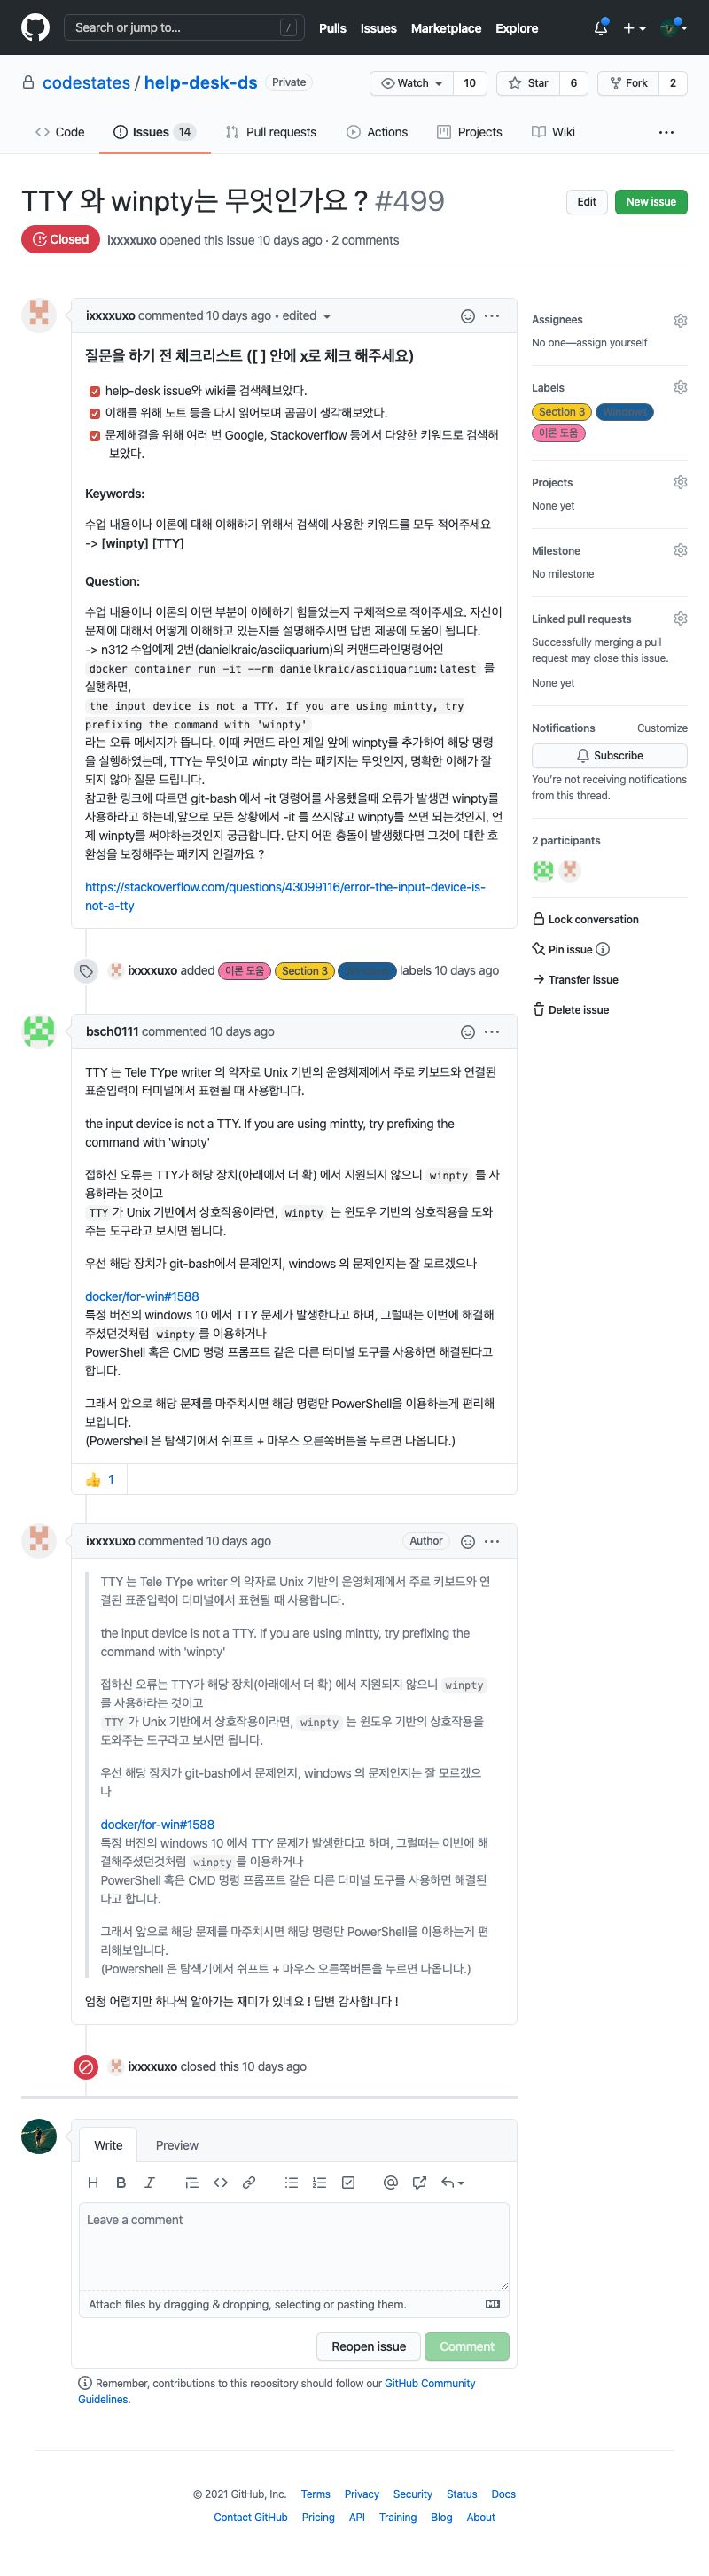 Search or jump to... /
Pulls Issues Marketplace Explore
codestates / help-desk-ds Private
Watch 10 Star 6 Fork 2
Code Issues 14 Pull requests Actions Projects Wiki ...
TTY 와 winpty는 무엇인가요 ? #499
Edit New issue
Closed ixxxxuxo opened this issue 10 days ago · 2 comments
ixxxxuxo commented 10 days ago • edited
질문을 하기 전 체크리스트 ([ ] 안에 x로 체크 해주세요)
help-desk issue와 wiki를 검색해보았다.
이해를 위해 노트 등을 다시 읽어보며 곰곰이 생각해보았다.
문제해결을 위해 여러 번 Google, Stackoverflow 등에서 다양한 키워드로 검색해
보았다.
Keywords:
수업 내용이나 이론에 대해 이해하기 위해서 검색에 사용한 키워드를 모두 적어주세요
-> [winpty] [TTY]
Question:
수업 내용이나 이론의 어떤 부분이 이해하기 힘들었는지 구체적으로 적어주세요. 자신이
문제에 대해서 어떻게 이해하고 있는지를 설명해주시면 답변 제공에 도움이 됩니다.
-> n312 수업예제 2번(danielkraic/asciiquarium)의 커맨드라인명령어인
docker container run -it --rm danielkraic/asciiquarium:latest 를
실행하면,
the input device is not a TTY. If you are using mintty, try
prefixing the command with 'winpty'
라는 오류 메세지가 뜹니다. 이때 커맨드 라인 제일 앞에 winpty를 추가하여 해당 명령
을 실행하였는데, TTY는 무엇이고 winpty 라는 패키지는 무엇인지, 명확한 이해가 잘
되지 않아 질문 드립니다.
참고한 링크에 따르면 git-bash 에서 -it 명령어를 사용했을때 오류가 발생면 winpty를
사용하라고 하는데,앞으로 모든 상황에서 -it 를 쓰지않고 winpty를 쓰면 되는것인지, 언
제 winpty를 써야하는것인지 궁금합니다. 단지 어떤 충돌이 발생했다면 그것에 대한 호
환성을 보정해주는 패키지 인걸까요 ?
https://stackoverflow.com/questions/43099116/error-the-input-device-is-
not-a-tty
Assignees
No one—assign yourself
Labels
Section 3 Windows
이론 도움
Projects
None yet
Milestone
No milestone
Linked pull requests
Successfully merging a pull
request may close this issue.
None yet
Notifications Customize
Subscribe
You're not receiving notifications
from this thread.
2 participants
Lock conversation
Pin issue
Transfer issue
Delete issue
ixxxxuxo added 이론 도움 Section 3 Windows labels 10 days ago
bsch0111 commented 10 days ago
TTY 는 Tele TYpe writer 의 약자로 Unix 기반의 운영체제에서 주로 키보드와 연결된
표준입력이 터미널에서 표현될 때 사용합니다.
the input device is not a TTY. If you are using mintty, try prefixing the
command with 'winpty'
접하신 오류는 TTY가 해당 장치(아래에서 더 확) 에서 지원되지 않으니 winpty 를 사
용하라는 것이고
TTY 가 Unix 기반에서 상호작용이라면, winpty 는 윈도우 기반의 상호작용을 도와
주는 도구라고 보시면 됩니다.
우선 해당 장치가 git-bash에서 문제인지, windows 의 문제인지는 잘 모르겠으나
docker/for-win#1588
특정 버전의 windows 10 에서 TTY 문제가 발생한다고 하며, 그럴때는 이번에 해결해
주셨던것처럼 winpty 를 이용하거나
PowerShell 혹은 CMD 명령 프롬프트 같은 다른 터미널 도구를 사용하면 해결된다고
합니다.
그래서 앞으로 해당 문제를 마주치시면 해당 명령만 PowerShell을 이용하는게 편리해
보입니다.
(Powershell 은 탐색기에서 쉬프트 + 마우스 오른쪽버튼을 누르면 나옵니다.)
👍 1
ixxxxuxo commented 10 days ago Author
TTY 는 Tele TYpe writer 의 약자로 Unix 기반의 운영체제에서 주로 키보드와 연
결된 표준입력이 터미널에서 표현될 때 사용합니다.
the input device is not a TTY. If you are using mintty, try prefixing the
command with 'winpty'
접하신 오류는 TTY가 해당 장치(아래에서 더 확) 에서 지원되지 않으니 winpty
를 사용하라는 것이고
TTY 가 Unix 기반에서 상호작용이라면, winpty 는 윈도우 기반의 상호작용을
도와주는 도구라고 보시면 됩니다.
우선 해당 장치가 git-bash에서 문제인지, windows 의 문제인지는 잘 모르겠으
나
docker/for-win#1588
특정 버전의 windows 10 에서 TTY 문제가 발생한다고 하며, 그럴때는 이번에 해
결해주셨던것처럼 winpty 를 이용하거나
PowerShell 혹은 CMD 명령 프롬프트 같은 다른 터미널 도구를 사용하면 해결된
다고 합니다.
그래서 앞으로 해당 문제를 마주치시면 해당 명령만 PowerShell을 이용하는게 편
리해보입니다.
(Powershell 은 탐색기에서 쉬프트 + 마우스 오른쪽버튼을 누르면 나옵니다.)
엄청 어렵지만 하나씩 알아가는 재미가 있네요 ! 답변 감사합니다 !
ixxxxuxo closed this 10 days ago
Write Preview
Leave a comment
Attach files by dragging & dropping, selecting or pasting them.
Reopen issue Comment
Remember, contributions to this repository should follow our GitHub Community
Guidelines.
© 2021 GitHub, Inc. Terms Privacy Security Status Docs
Contact GitHub Pricing API Training Blog About